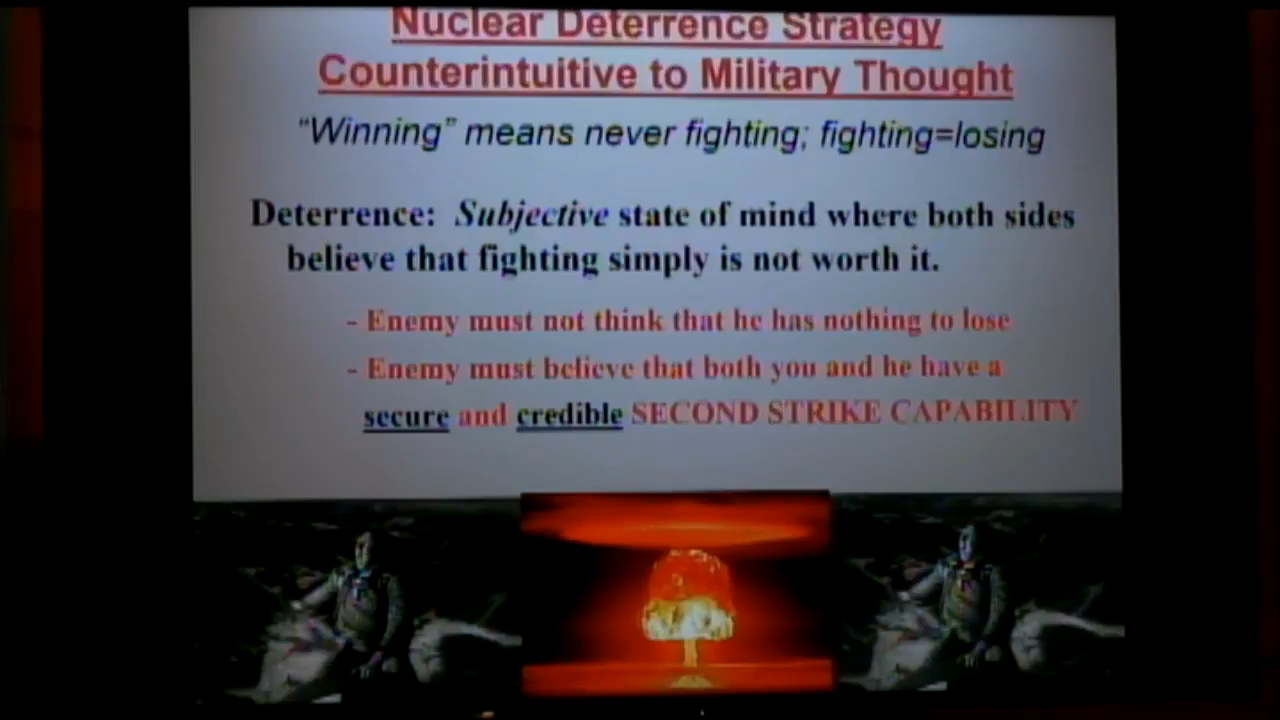 Nuclear Deterrence Strategy
Counterintuitive to Military Thought
“Winning” means never fighting; fighting=losing
Deterrence: Subjective state of mind where both sides
believe that fighting simply is not worth it.
- Enemy must not think that he has nothing to lose
- Enemy must believe that both you and he have a
secure and credible SECOND STRIKE CAPABILITY